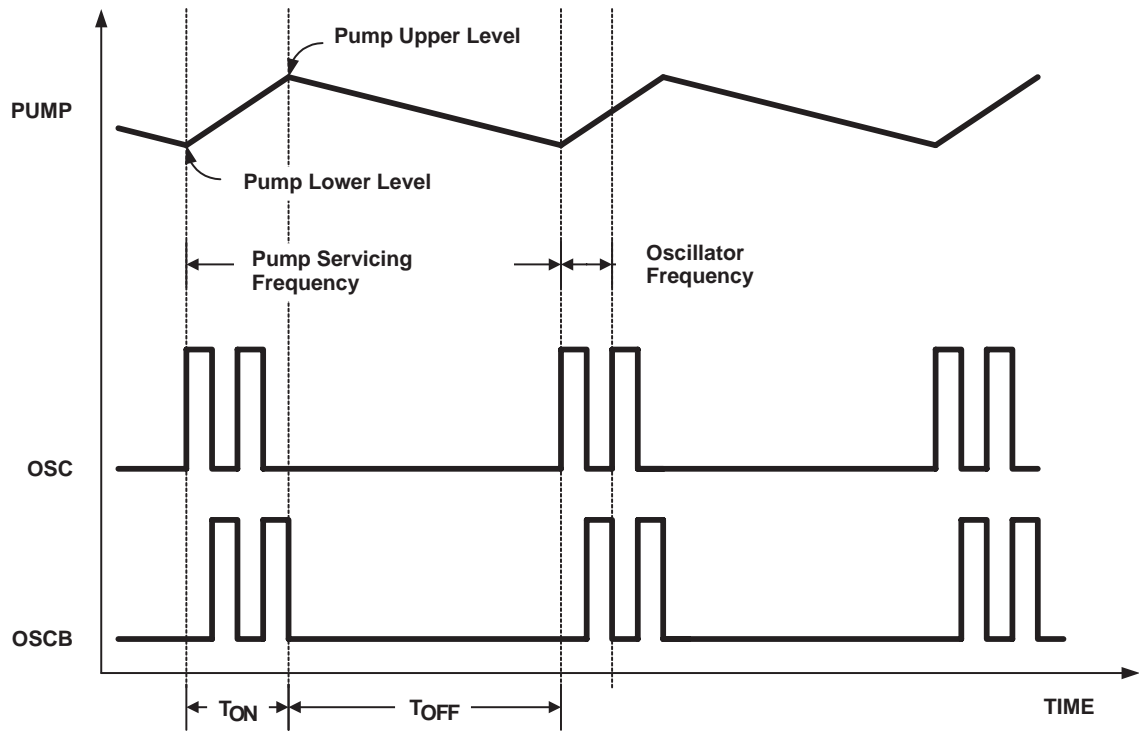 Pump Upper Level
PUMP
Pump Lower Level
Pump Servicing
Frequency
Oscillator
Frequency
OSC
OSCB
TON
TOFF
TIME